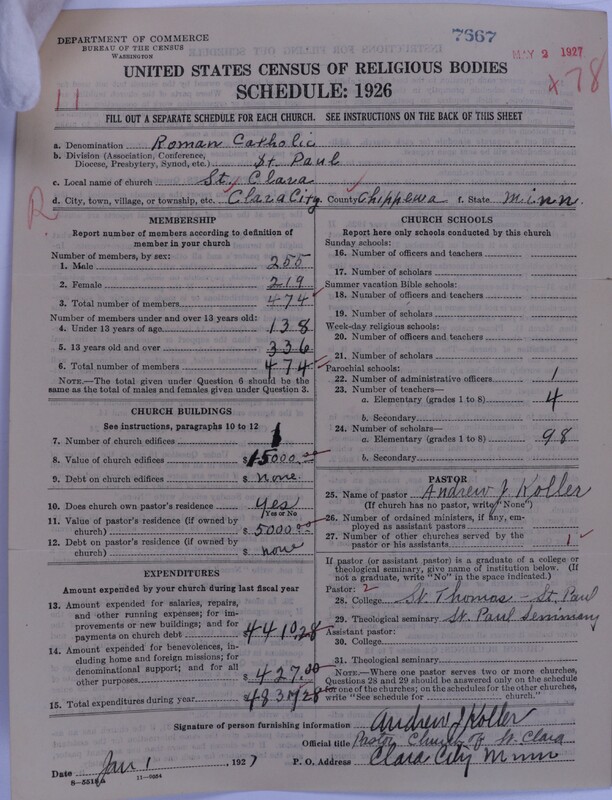 DEPARTMENT OF COMMERCE
BUREAU OF THE CENSUS
WASHINGTON
7667
MAY 2 1927
11
x78
UNITED STATES CENSUS OF RELIGIOUS BODIES
SCHEDULE: 1926
FILL OUT A SEPARATE SCHEDULE FOR EACH CHURCH. SEE INSTRUCTIONS ON THE BACK OF THIS SHEET
a. Denomination Roman Catholic
b. Division (Association, Conference, Diocese, Presbytery, Synod, etc.) St. Paul
c. Local name of church St. Clara
d. City, town, village, or township, etc. Clara City County Chippewa f. State Minn.
R
MEMBERSHIP
Report number of members according to definition of
member in your church
Number of members, by sex:
1. Male 255
2. Female 219
3. Total number of members 474
Number of members under and over 13 years old:
4. Under 13 years of age 138
5. 13 years old and over 336
6. Total number of members 474
NOTE.—The total given under Question 6 should be
same as the total of males and females given under Question 3.
CHURCH BUILDINGS
See instructions, paragraphs 10 to 12
7. Number of church edifices 1
8. Value of church edifices $15000.00
9. Debt on church edifices $ none
10. Does church own pastor's residence Yes
Yes or No
11. Value of pastor's residence (if owned by
church) $5000.00
12. Debt on pastor's residence (if owned by
church) $ none
EXPENDITURES
Amount expended by your church during last fiscal year
13. Amount expended for salaries, repairs,
and other running expenses; for im-
provements or new buildings; and for
payments on church debt $4410.28
14. Amount expended for benevolences,
including home and foreign missions; for
denominational support; and for all
other purposes $427.00
15. Total expenditures during year $4837.28
CHURCH SCHOOLS
Report here only schools conducted by this church
Sunday schools:
16. Number of officers and teachers
17. Number of scholars
Summer vacation Bible schools:
18. Number of officers and teachers
19. Number of scholars
Week-day religious schools:
20. Number of officers and teachers
21. Number of scholars
Parochial schools:
22. Number of administrative officers 1
23. Number of teachers—
a. Elementary (grades 1 to 8) 4
b. Secondary
24. Number of scholars—
a. Elementary (grades 1 to 8) 98
b. Secondary
PASTOR
25. Name of pastor Andrew J Koller
(If church has no pastor, write "None")
26. Number of ordained ministers, if any, em-
ployed as assistant pastors
27. Number of other churches served by the
pastor or his assistants 1
If pastor (or assistant pastor) is a graduate of a college or
theological seminary, give name of institution below. (If
not a graduate, write "No" in the space indicated.)
Pastor: 2
28. College St. Thomas - St. Paul
29. Theological seminary St. Paul Seminary
Assistant pastor:
30. College
31. Theological seminary
NOTE.—Where one pastor serves two or more churches,
Questions 28 and 29 should be answered only on the schedule
for one of the churches; on the schedules for the other churches,
write "See schedule for church."
Signature of person furnishing information Andrew J Koller
Official title Pastor Church of St. Clara
Date Jan 1, 1927 P. O. Address Clara City Minn
11—5554